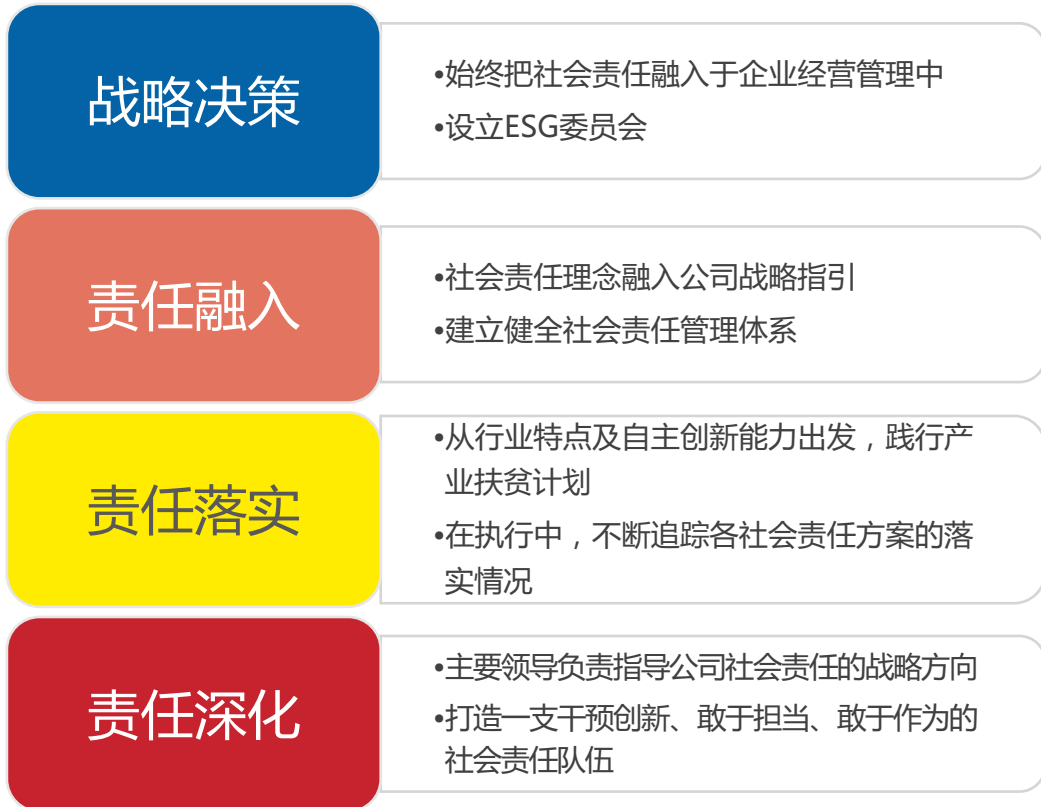 战略决策
•始终把社会责任融入于企业经营管理中
•设立ESG委员会
责任融入
•社会责任理念融入公司战略指引
•建立健全社会责任管理体系
责任落实
•从行业特点及自主创新能力出发，践行产
业扶贫计划
•在执行中，不断追踪各社会责任方案的落
实情况
责任深化
•主要领导负责指导公司社会责任的战略方向
•打造一支干预创新、敢于担当、敢于作为的
社会责任队伍